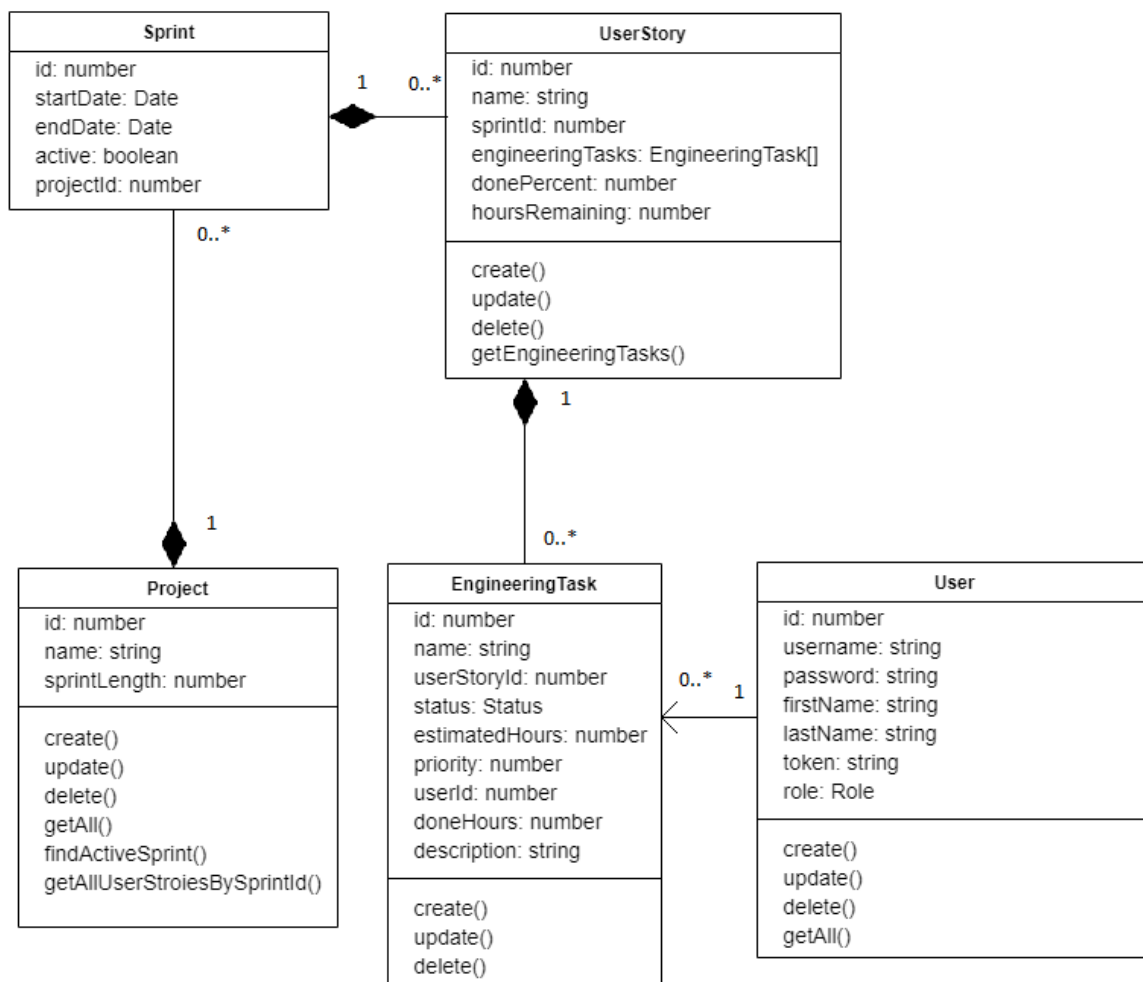 Sprint
id: number
startDate: Date
endDate: Date
active: boolean
projectId: number
1
0..*
UserStory
id: number
name: string
sprintId: number
engineeringTasks: EngineeringTask[]
donePercent: number
hoursRemaining: number
create()
update()
delete()
getEngineeringTasks()
0..*
1
1
0..*
Project
id: number
name: string
sprintLength: number
create()
update()
delete()
getAll()
findActiveSprint()
getAllUserStroiesBySprintId()
EngineeringTask
id: number
name: string
userStoryId: number
status: Status
estimatedHours: number
priority: number
userId: number
doneHours: number
description: string
create()
update()
delete()
0..*
1
User
id: number
username: string
password: string
firstName: string
lastName: string
token: string
role: Role
create()
update()
delete()
getAll()